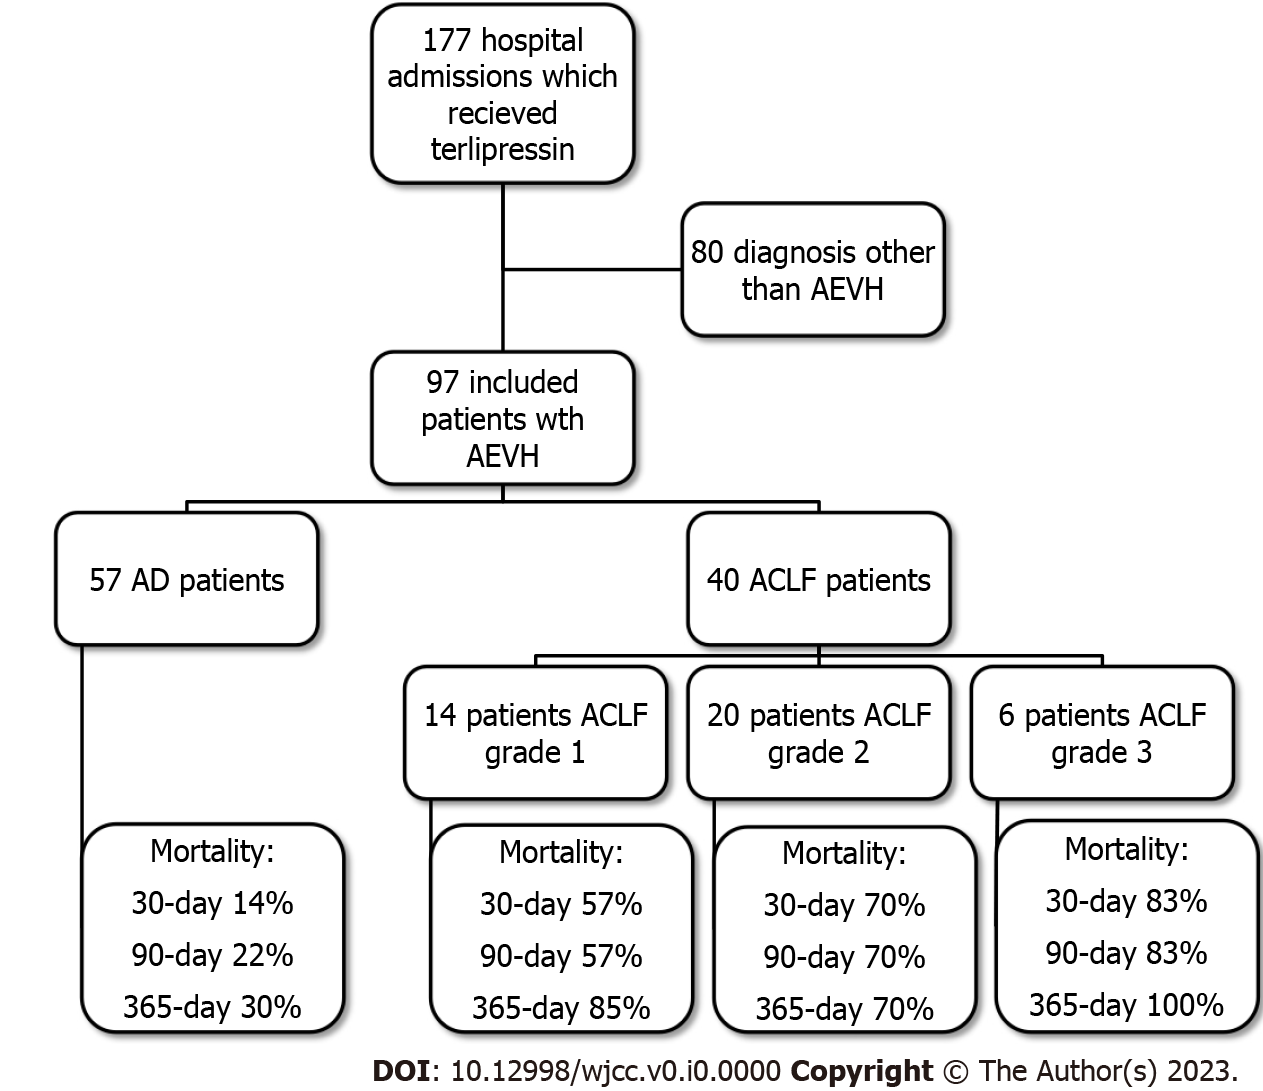 177 hospital
admissions which
recieved
terlipressin
80 diagnosis other
than AEVH
97 included
patients wth
AEVH
57 AD patients
40 ACLF patients
14 patients ACLF
grade 1
20 patients ACLF
grade 2
6 patients ACLF
grade 3
Mortality:
30-day 14%
90-day 22%
365-day 30%
Mortality:
30-day 57%
90-day 57%
365-day 85%
Mortality:
30-day 70%
90-day 70%
365-day 70%
Mortality:
30-day 83%
90-day 83%
365-day 100%
DOI: 10.12998/wjcc.v0.i0.0000 Copyright © The Author(s) 2023.